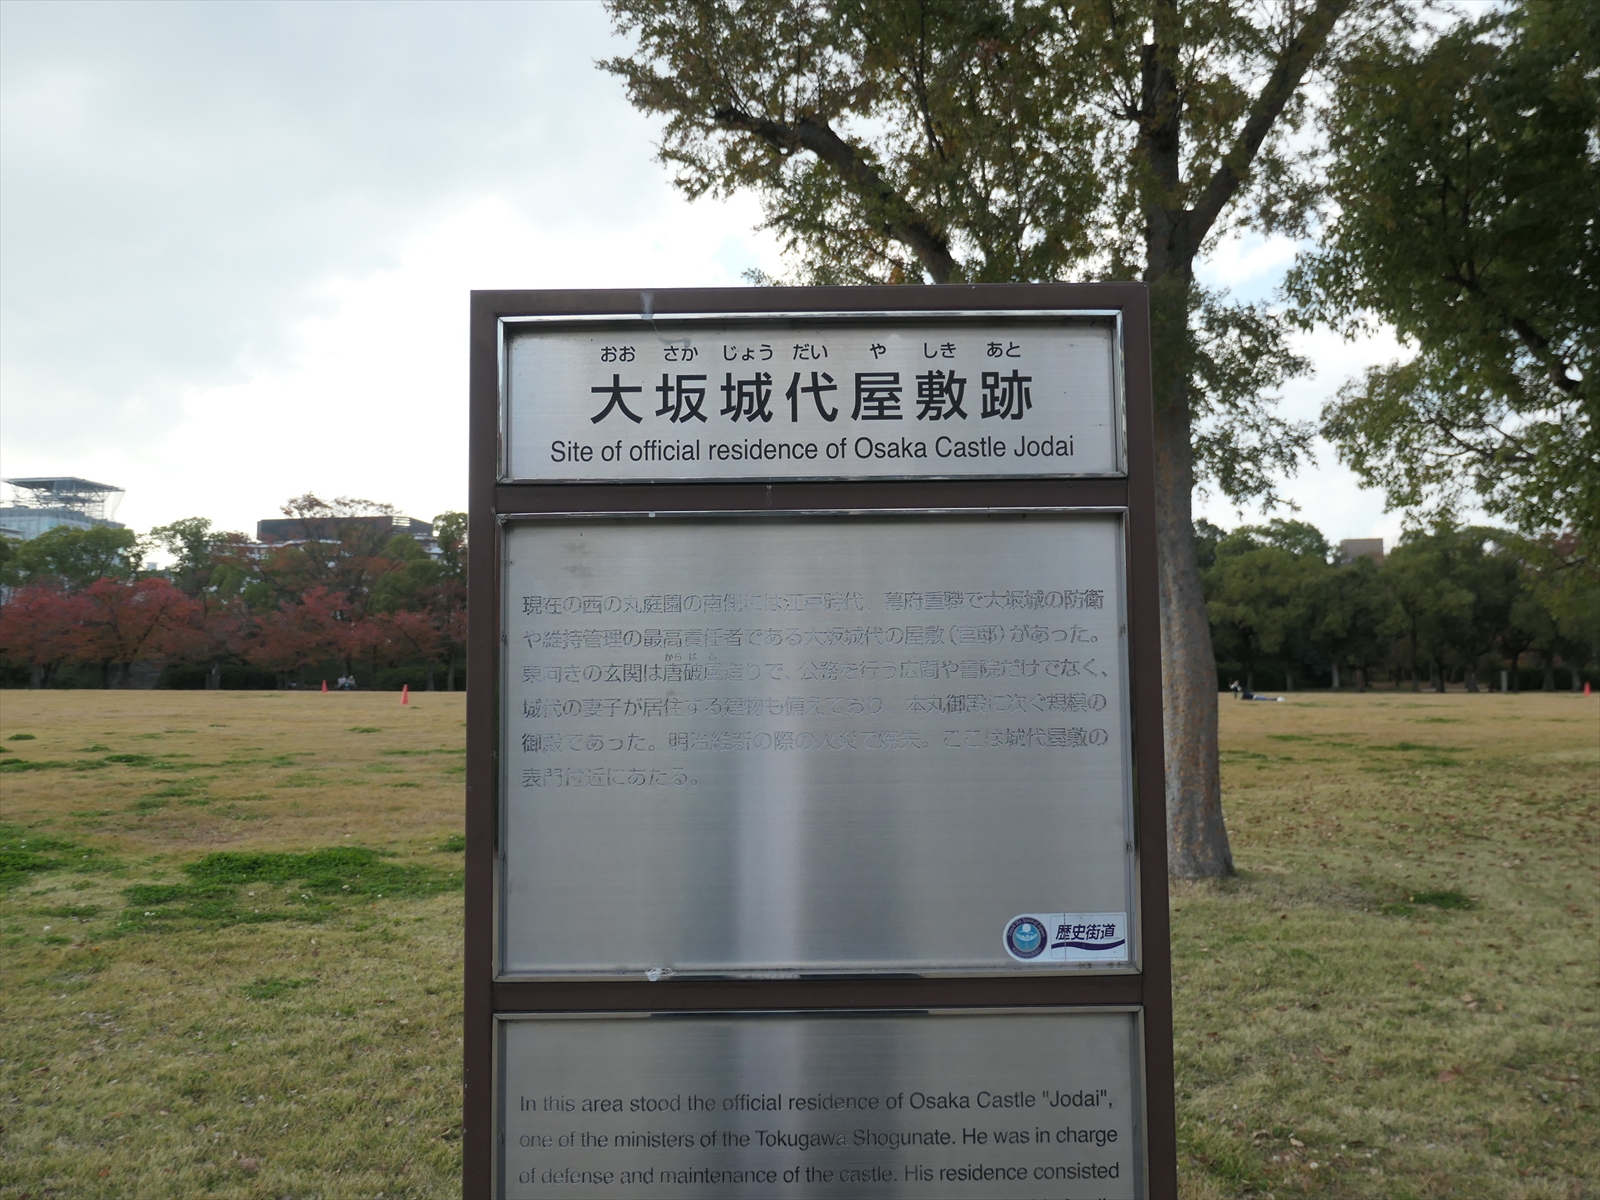 おお さか じょう だい や しき あと
大坂城代屋敷跡
Site of official residence of Osaka Castle Jodai
現在の西の丸庭園の南側には江戸時代、幕府重職で大坂城の防衛
や維持管理の最高責任者である大坂城代の屋敷（官邸）があった。
東向きの玄関は唐破風造りで、公務を行う広間や書院だけでなく、
城代の妻子が居住する建物も備えており、本丸御殿に次ぐ規模の
御殿であった。明治維新の際の火災で焼失。ここは城代屋敷の
表門付近にあたる。
歴史街道
In this area stood the official residence of Osaka Castle "Jodai",
one of the ministers of the Tokugawa Shogunate. He was in charge
of defense and maintenance of the castle. His residence consisted